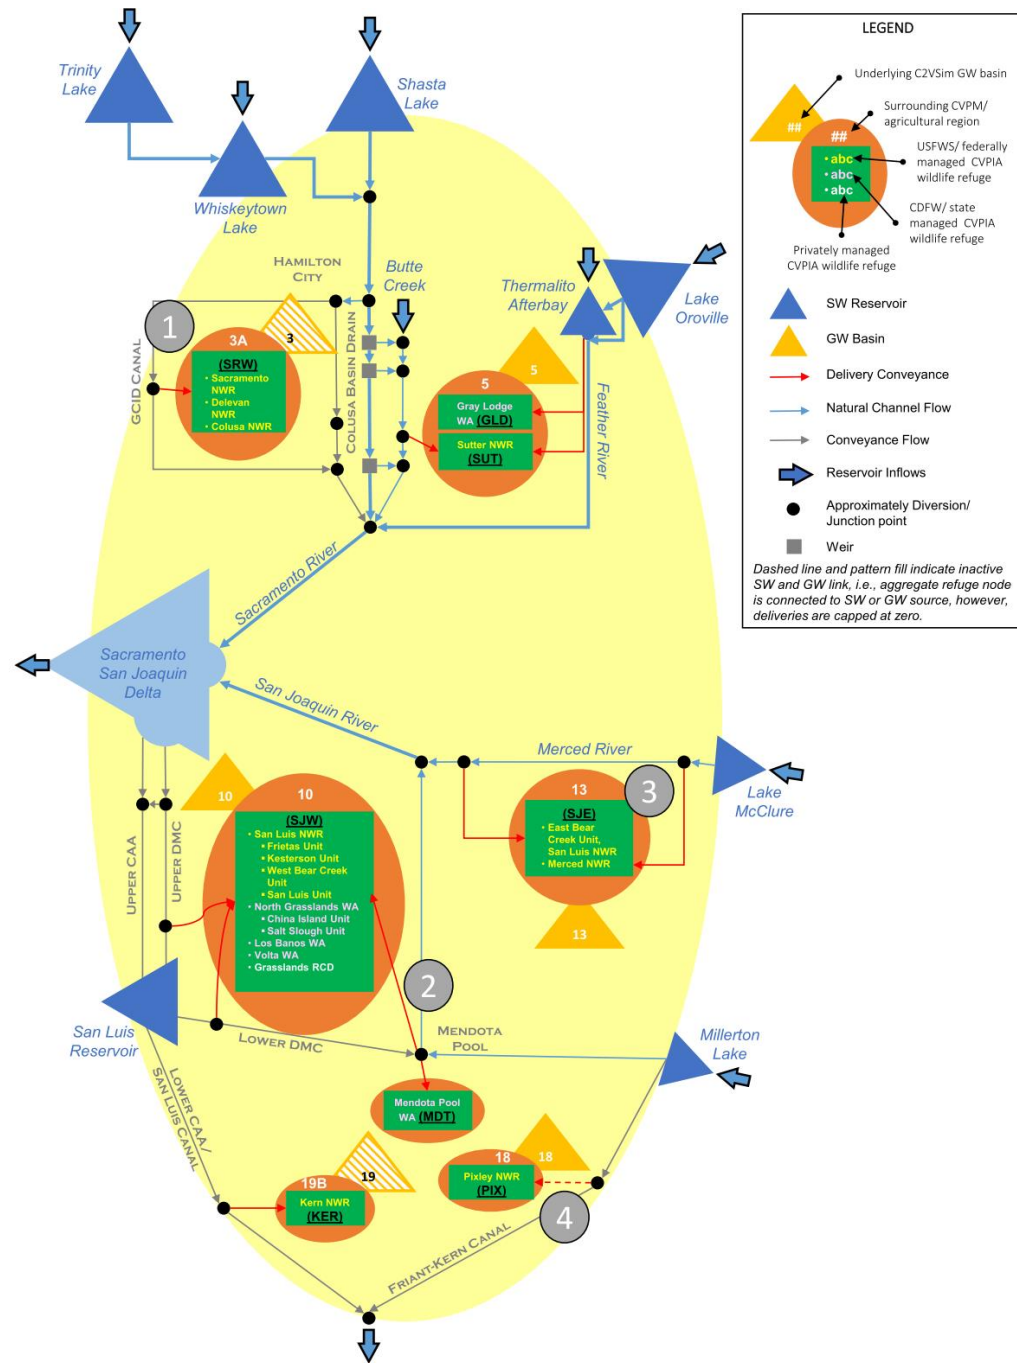 Trinity
Lake
Shasta
Lake
Whiskeytown
Lake
HAMILTON
CITY
Butte
Creek
Thermalito
Afterbay
Lake
Oroville
1
GCID CANAL
COLUSA BASIN DRAIN
Feather River
3A
3
(SRW)
• Sacramento
NWR
• Delevan
NWR
• Colusa NWR
5
5
Gray Lodge
WA (GLD)
Sutter NWR
(SUT)
Sacramento River
Sacramento
San Joaquin
Delta
San Joaquin River
Merced River
Lake
McClure
UPPER CAA
UPPER DMC
10
10
(SJW)
• San Luis NWR
▪ Frietas Unit
▪ Kesterson Unit
▪ West Bear Creek
Unit
▪ San Luis Unit
• North Grasslands WA
▪ China Island Unit
▪ Salt Slough Unit
• Los Banos WA
• Volta WA
• Grasslands RCD
13
3
(SJE)
• East Bear
Creek Unit,
San Luis NWR
• Merced NWR
13
2
San Luis
Reservoir
LOWER DMC
MENDOTA
POOL
Millerton
Lake
LOWER CAA/
SAN LUIS CANAL
Mendota Pool
WA (MDT)
19B
19
Kern NWR
(KER)
18
18
Pixley NWR
(PIX)
4
FRIANT-KERN CANAL
LEGEND
Underlying C2VSim GW basin
##
##
Surrounding CVPM/
agricultural region
• abc
• abc
• abc
USFWS/ federally
managed CVPIA
wildlife refuge
CDFW/ state
managed CVPIA
wildlife refuge
Privately managed
CVPIA wildlife refuge
SW Reservoir
GW Basin
Delivery Conveyance
Natural Channel Flow
Conveyance Flow
Reservoir Inflows
Approximately Diversion/
Junction point
Weir
Dashed line and pattern fill indicate inactive
SW and GW link, i.e., aggregate refuge node
is connected to SW or GW source, however,
deliveries are capped at zero.